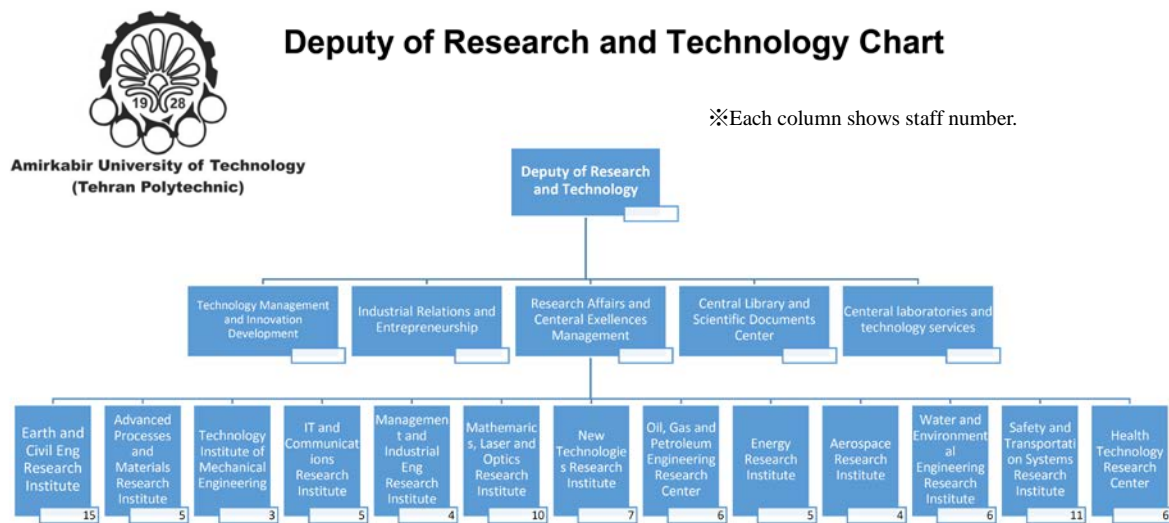 Deputy of Research and Technology Chart
19 28
Amirkabir University of Technology
(Tehran Polytechnic)
※Each column shows staff number.
Deputy of Research
and Technology
Technology Management
and Innovation
Development
Industrial Relations and
Entrepreneurship
Research Affairs and
Centeral Exellences
Management
Central Library and
Scientific Documents
Center
Centeral laboratories and
technology services
Earth and
Civil Eng
Research
Institute
15
Advanced
Processes
and
Materials
Research
Institute
5
Technology
Institute of
Mechanical
Engineering
3
IT and
Communicat
ions
Research
Institute
5
Managemen
t and
Industrial
Eng
Research
Institute
4
Mathemaric
s, Laser and
Optics
Research
Institute
10
New
Technologie
s Research
Institute
7
Oil, Gas and
Petroleum
Engineering
Research
Center
6
Energy
Research
Institute
5
Aerospace
Research
Institute
4
Water and
Environment
al
Engineering
Research
Institute
6
Safety and
Transportati
on Systems
Research
Institute
11
Health
Technology
Research
Center
6